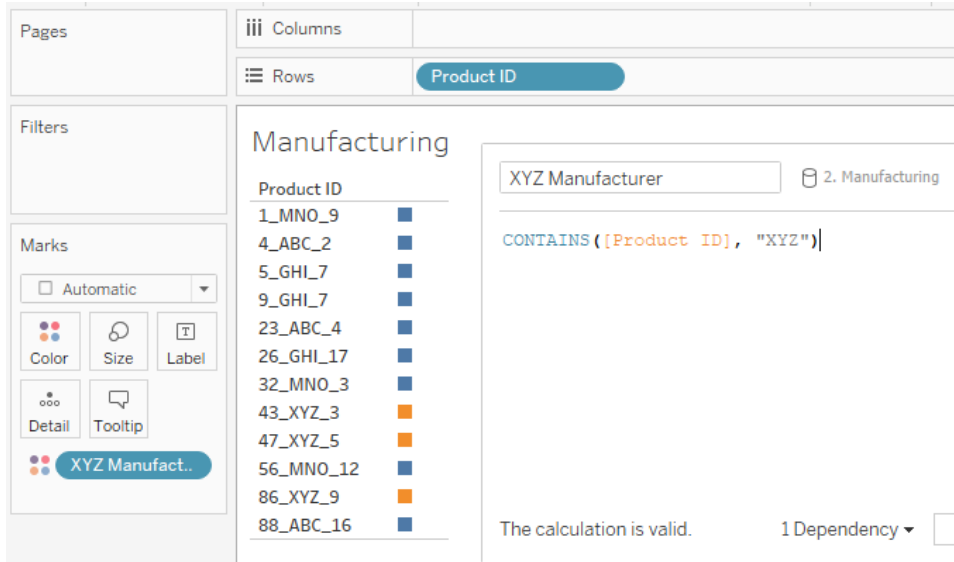 Pages
Columns
Rows
Product ID
Filters
Marks
Automatic
Color
Size
Label
Detail
Tooltip
XYZ Manufact..
Manufacturing
Product ID
1_MNO_9
4_ABC_2
5_GHI_7
9_GHI_7
23_ABC_4
26_GHI_17
32_MNO_3
43_XYZ_3
47_XYZ_5
56_MNO_12
86_XYZ_9
88_ABC_16
XYZ Manufacturer
2. Manufacturing
CONTAINS([Product ID], "XYZ")
The calculation is valid.
1 Dependency